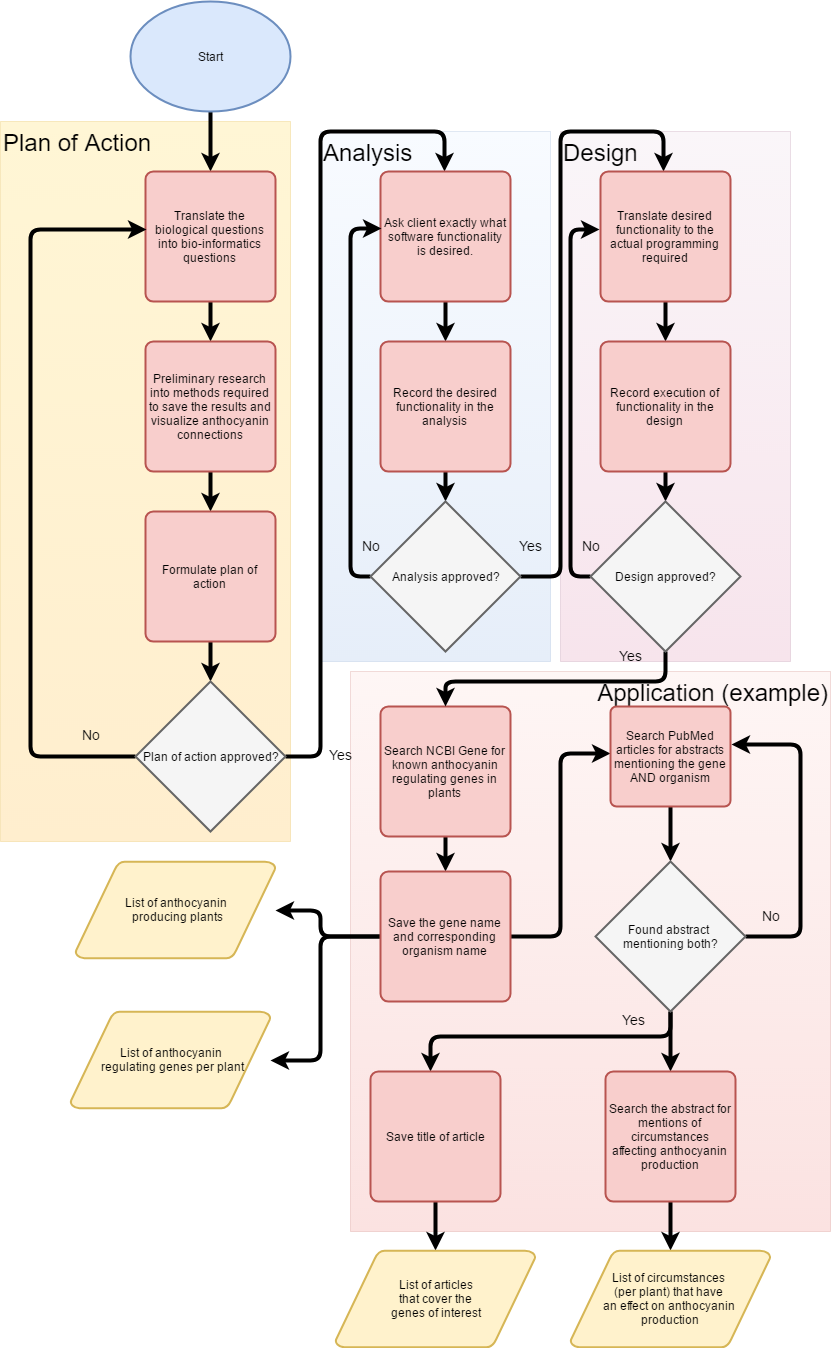 Start
Plan of Action
Translate the
biological questions
into bio-informatics
questions
Preliminary research
into methods required
to save the results and
visualize anthocyanin
connections
Formulate plan of
action
Plan of action approved?
No
Yes
Analysis
Ask client exactly what
software functionality
is desired.
Record the desired
functionality in the
analysis
Analysis approved?
No
Yes
Design
Translate desired
functionality to the
actual programming
required
Record execution of
functionality in the
design
Design approved?
No
Yes
Application (example)
Search NCBI Gene for
known anthocyanin
regulating genes in
plants
Save the gene name
and corresponding
organism name
List of anthocyanin
producing plants
List of anthocyanin
regulating genes per plant
Search PubMed
articles for abstracts
mentioning the gene
AND organism
Found abstract
mentioning both?
No
Yes
Save title of article
Search the abstract for
mentions of
circumstances
affecting anthocyanin
production
List of articles
that cover the
genes of interest
List of circumstances
(per plant) that have
an effect on anthocyanin
production